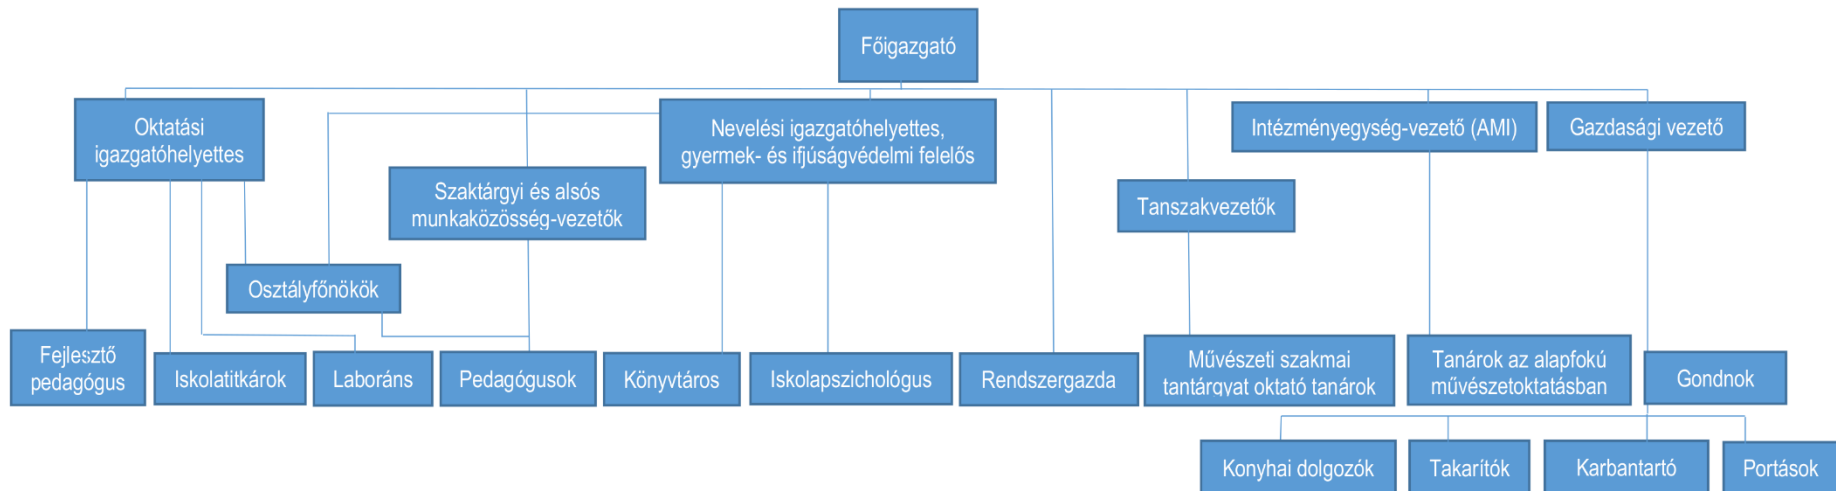 Főigazgató
Oktatási
igazgatóhelyettes
Nevelési igazgatóhelyettes,
gyermek- és ifjúságvédelmi felelős
Intézményegység-vezető (AMI)
Gazdasági vezető
Szaktárgyi és alsós
munkaközösség-vezetők
Tanszakvezetők
Osztályfőnökök
Fejlesztő
pedagógus
Iskolatitkárok
Laboráns
Pedagógusok
Könyvtáros
Iskolapszichológus
Rendszergazda
Művészeti szakmai
tantárgyat oktató tanárok
Tanárok az alapfokú
művészetoktatásban
Gondnok
Konyhai dolgozók
Takarítók
Karbantartó
Portások